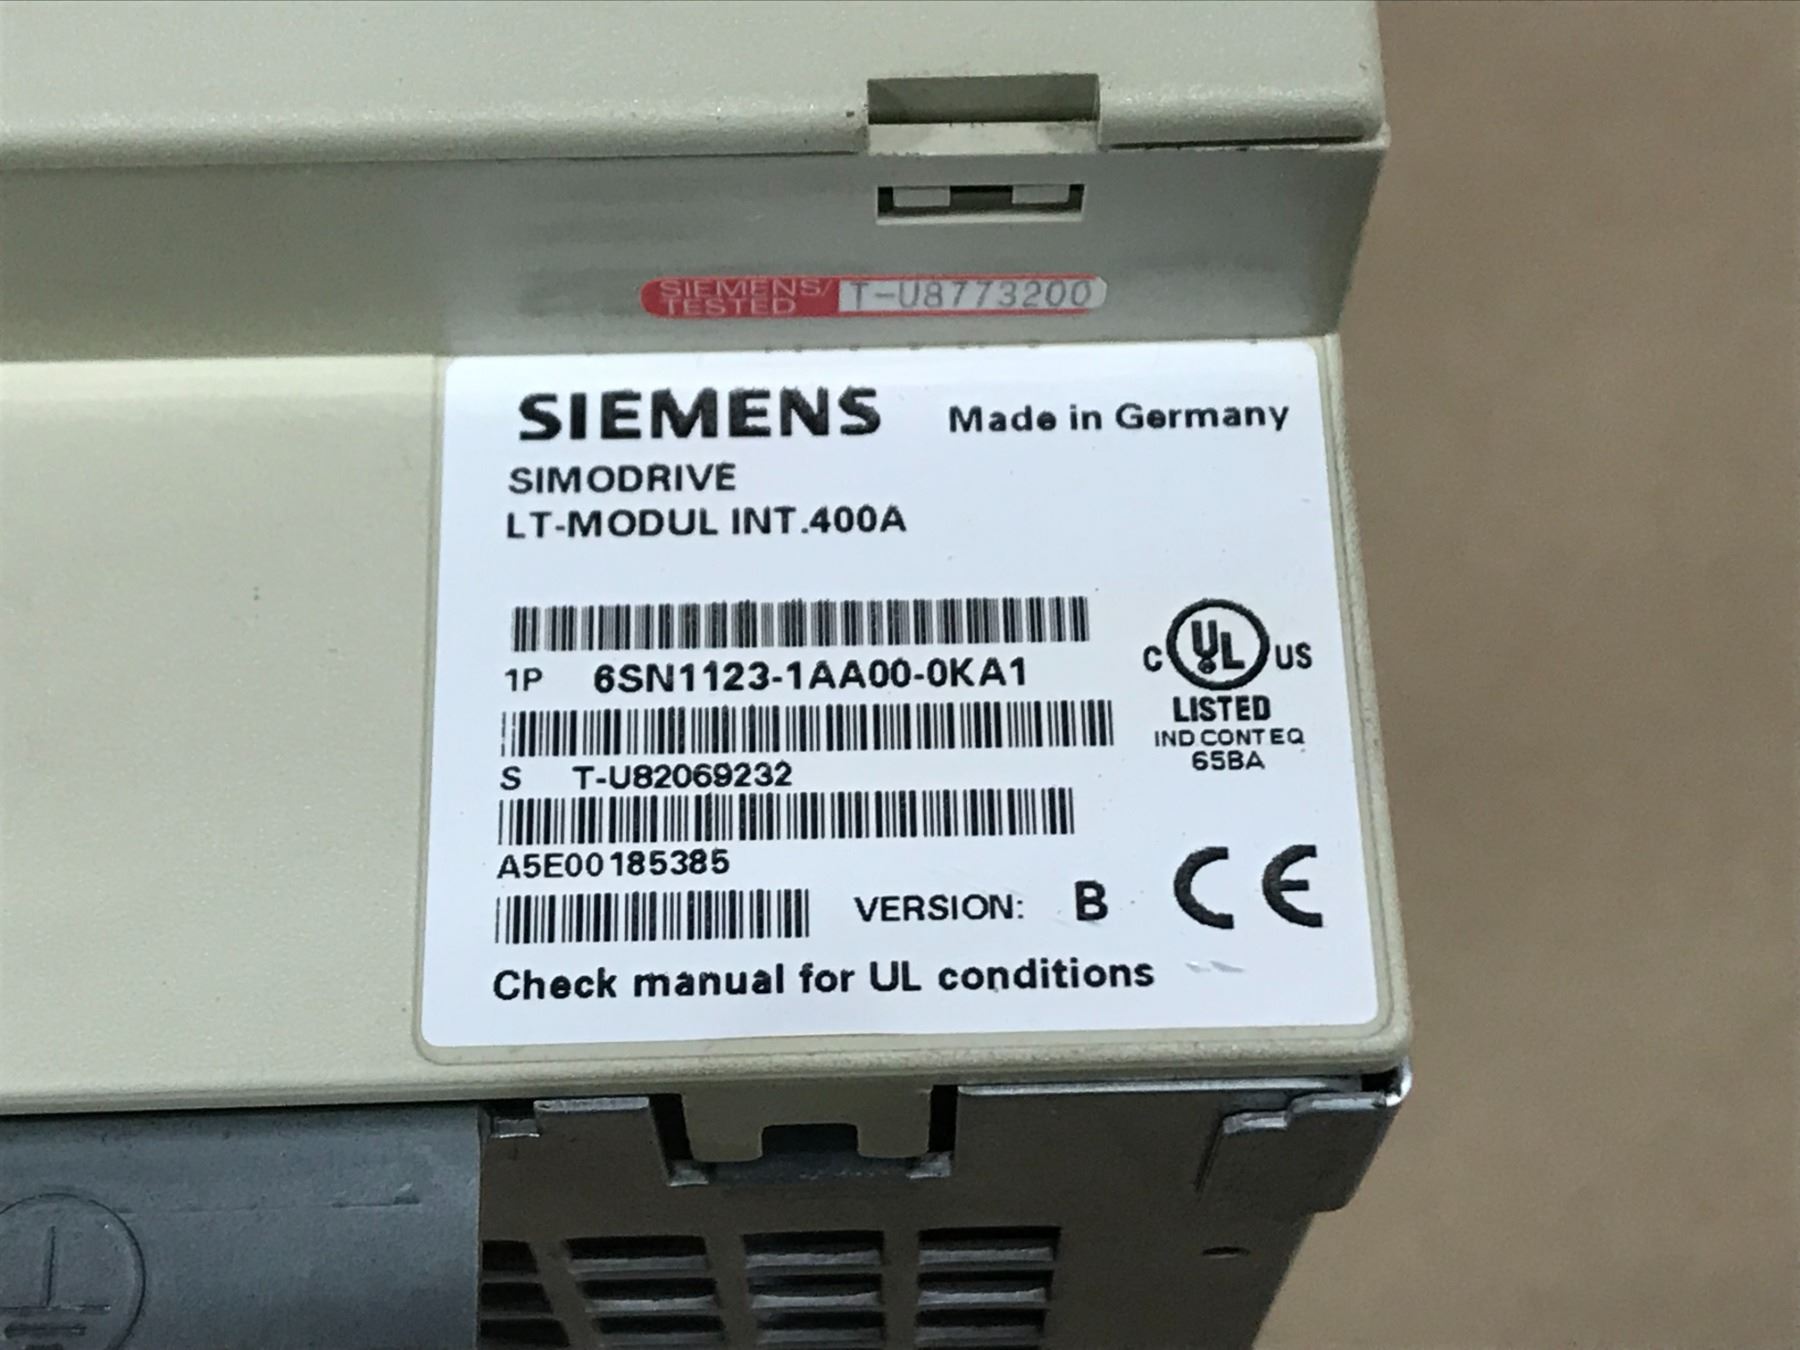 SIEMENS/
TESTED
T-U8773200
SIEMENS Made in Germany
SIMODRIVE
LT-MODUL INT.400A
1P 6SN1123-1AA00-0KA1
C UL US
LISTED
IND CONT EQ
65BA
S T-U82069232
A5E00185385
VERSION: B CE
Check manual for UL conditions